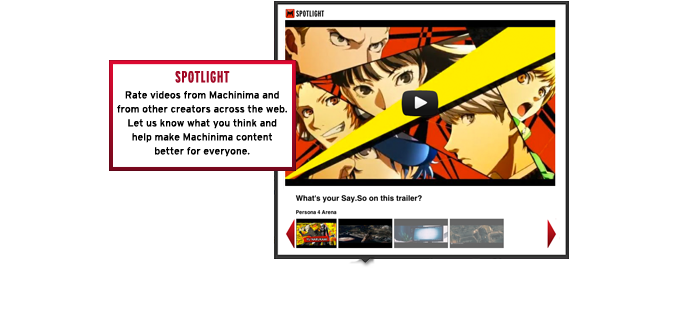 SPOTLIGHT
SPOTLIGHT
Rate videos from Machinima and
from other creators across the web.
Let us know what you think and
help make Machinima content
better for everyone.
What's your Say.So on this trailer?
Persona 4 Arena